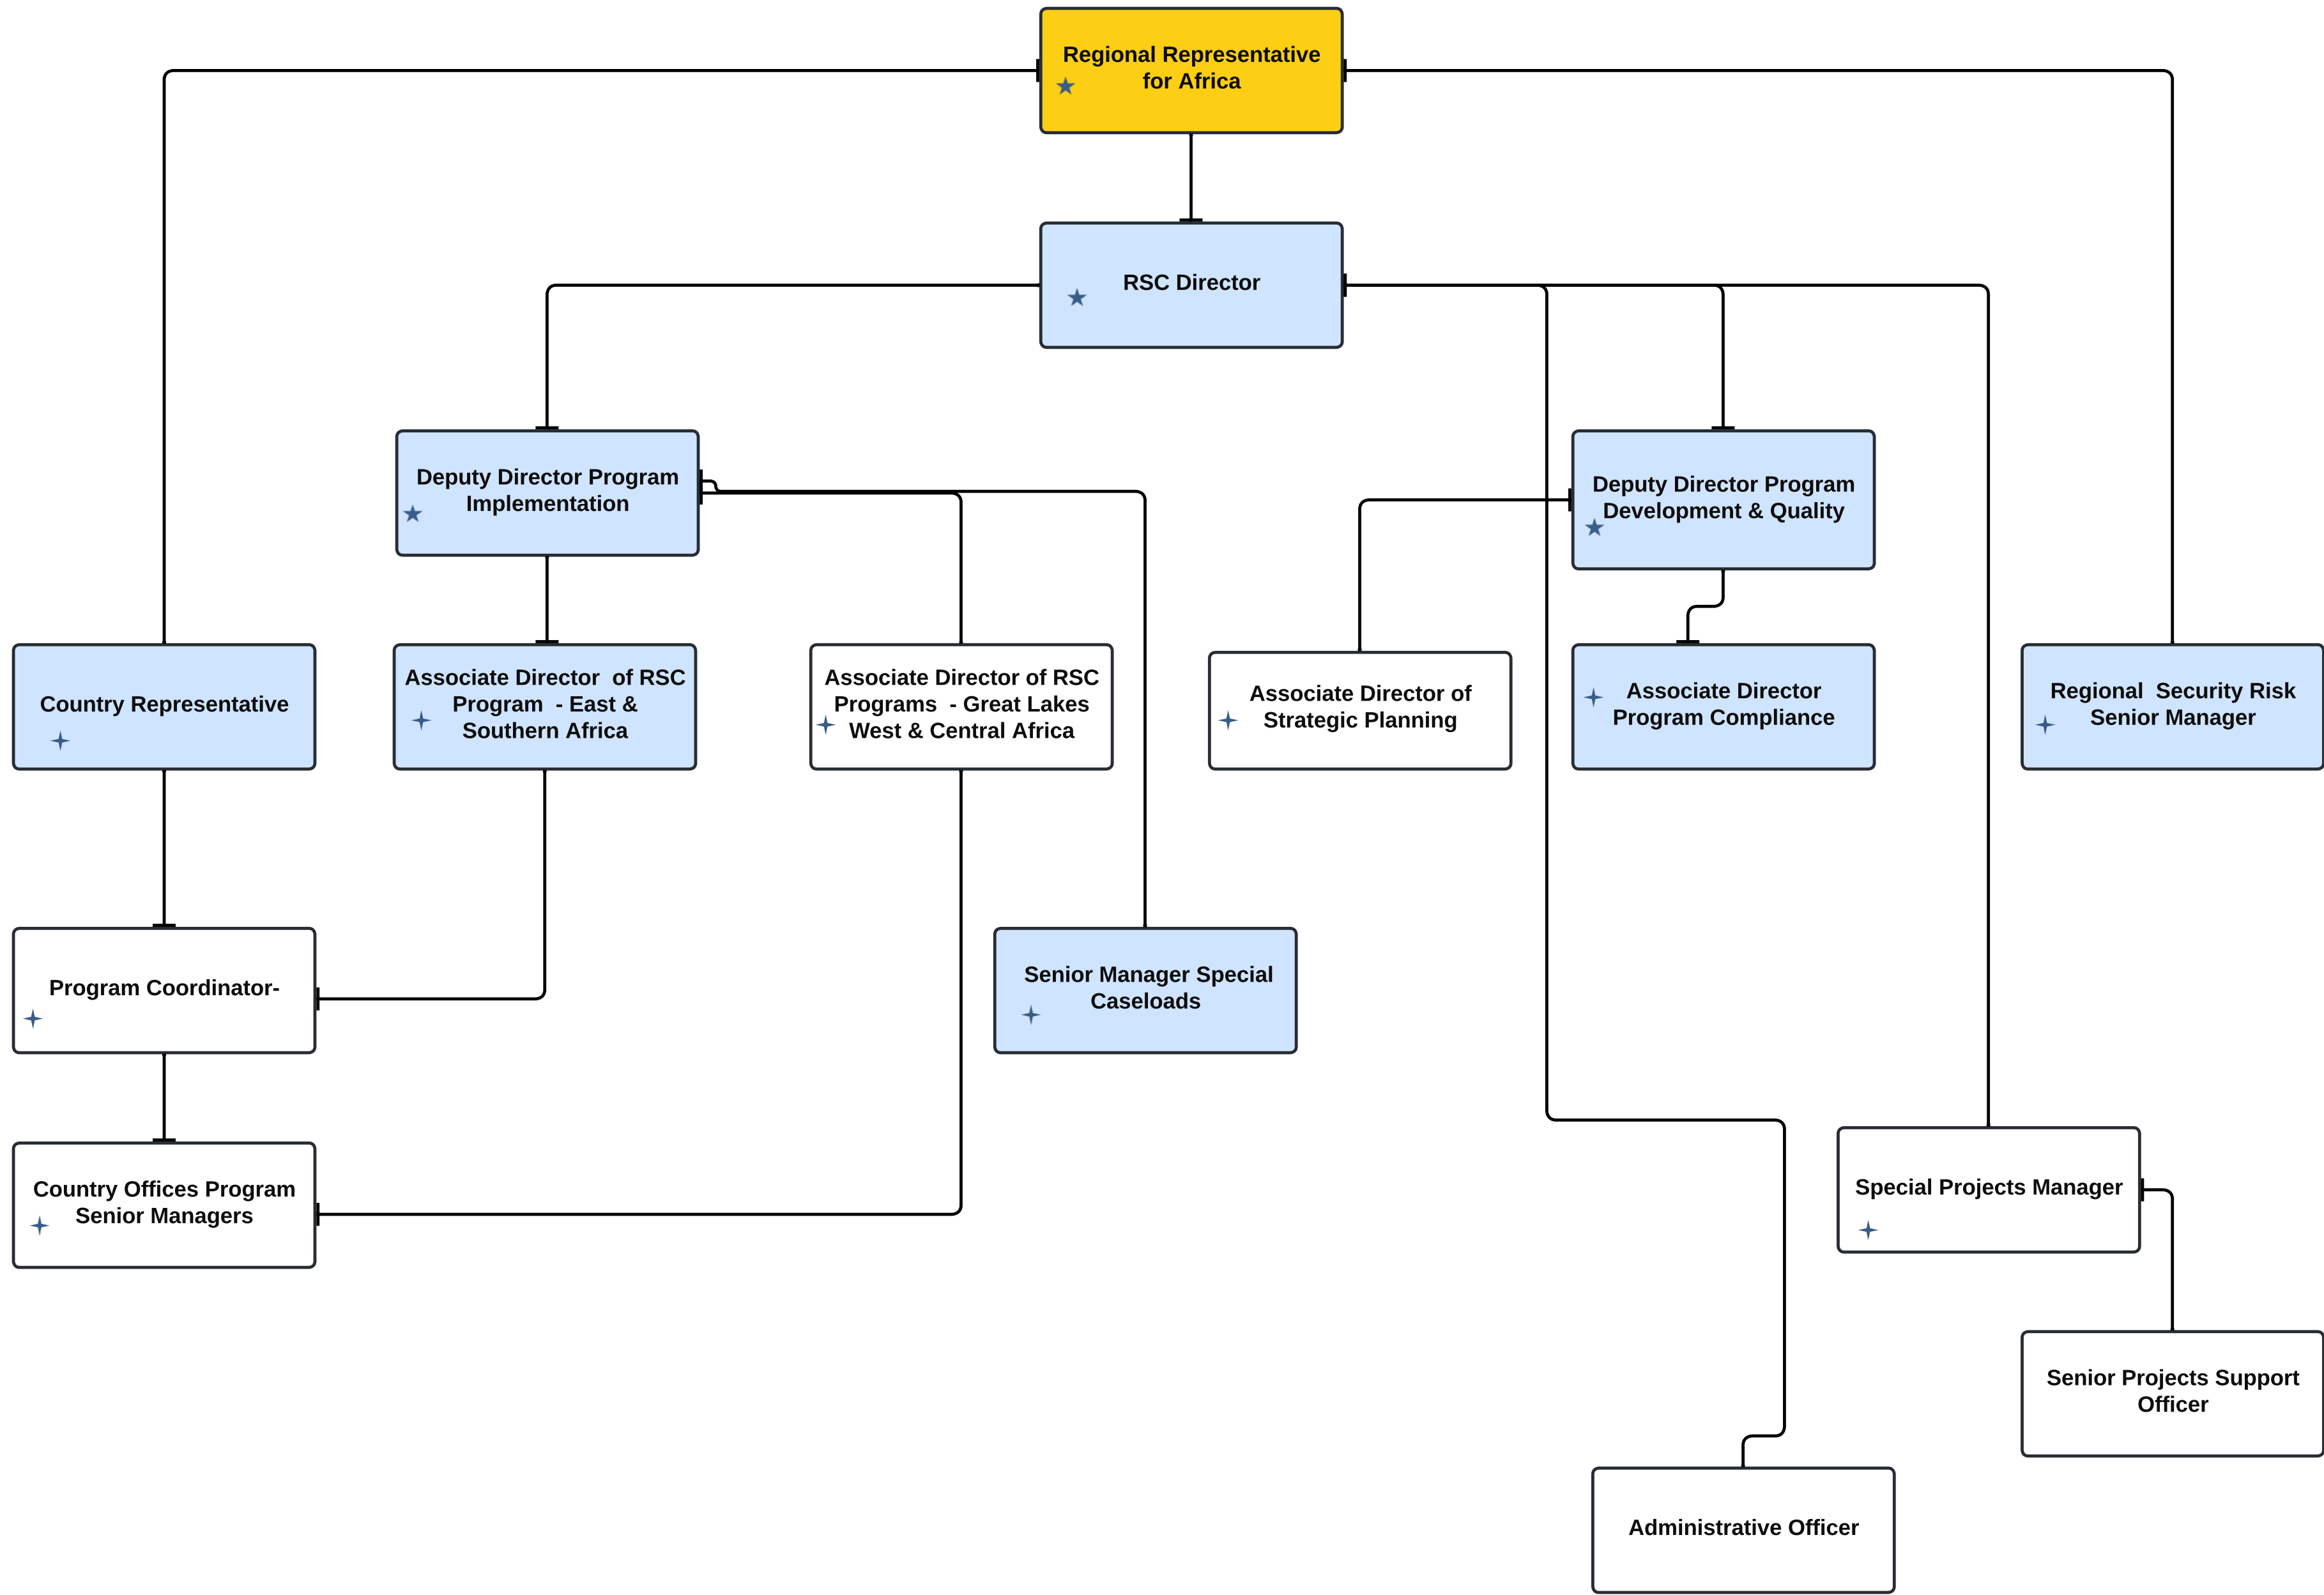 Regional Representative
for Africa
RSC Director
Deputy Director Program
Implementation
Deputy Director Program
Development & Quality
Country Representative
Associate Director  of RSC
Program  - East &
Southern Africa
Associate Director of RSC
Programs  - Great Lakes
West & Central Africa
Associate Director of
Strategic Planning
Associate Director
Program Compliance
Regional  Security Risk
Senior Manager
Program Coordinator-
Senior Manager Special
Caseloads
Country Offices Program
Senior Managers
Special Projects Manager
Senior Projects Support
Officer
Administrative Officer